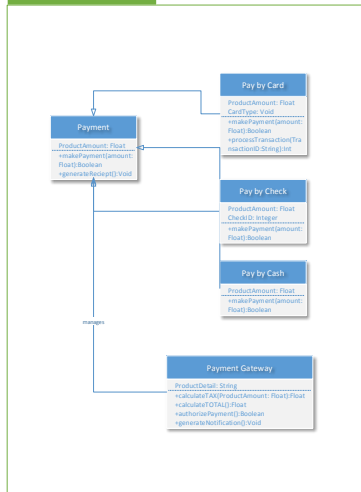 Pay by Card
ProductAmount: Float
CardType: Void
+makePayment(amount:
Float):Boolean
+processTransaction(Tra
nsactionID:String):Int
Payment
ProductAmount: Float
+makePayment(amount:
Float):Boolean
+generateReciept():Void
Pay by Check
ProductAmount: Float
CheckID: Integer
+makePayment(amount:
Float):Boolean
Pay by Cash
ProductAmount: Float
+makePayment(amount:
Float):Boolean
manages
Payment Gateway
ProductDetail: String
+calculateTAX(ProductAmount: Float):Float
+calculateTOTAL():Float
+authorizePayment():Boolean
+generateNotification():Void